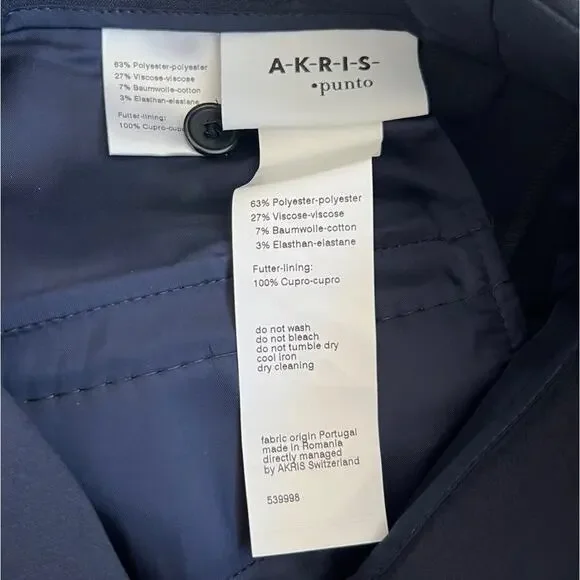 63% Polyester-polyester
27% Viscose-viscose
7% Baumwolle-cotton
3% Elasthan-elastane
Futter-lining:
100% Cupro-cupro
A-K-R-I-S-
•punto
63% Polyester-polyester
27% Viscose-viscose
7% Baumwolle-cotton
3% Elasthan-elastane
Futter-lining:
100% Cupro-cupro
do not wash
do not bleach
do not tumble dry
cool iron
dry cleaning
fabric origin Portugal
made in Romania
directly managed
by AKRIS Switzerland
539998